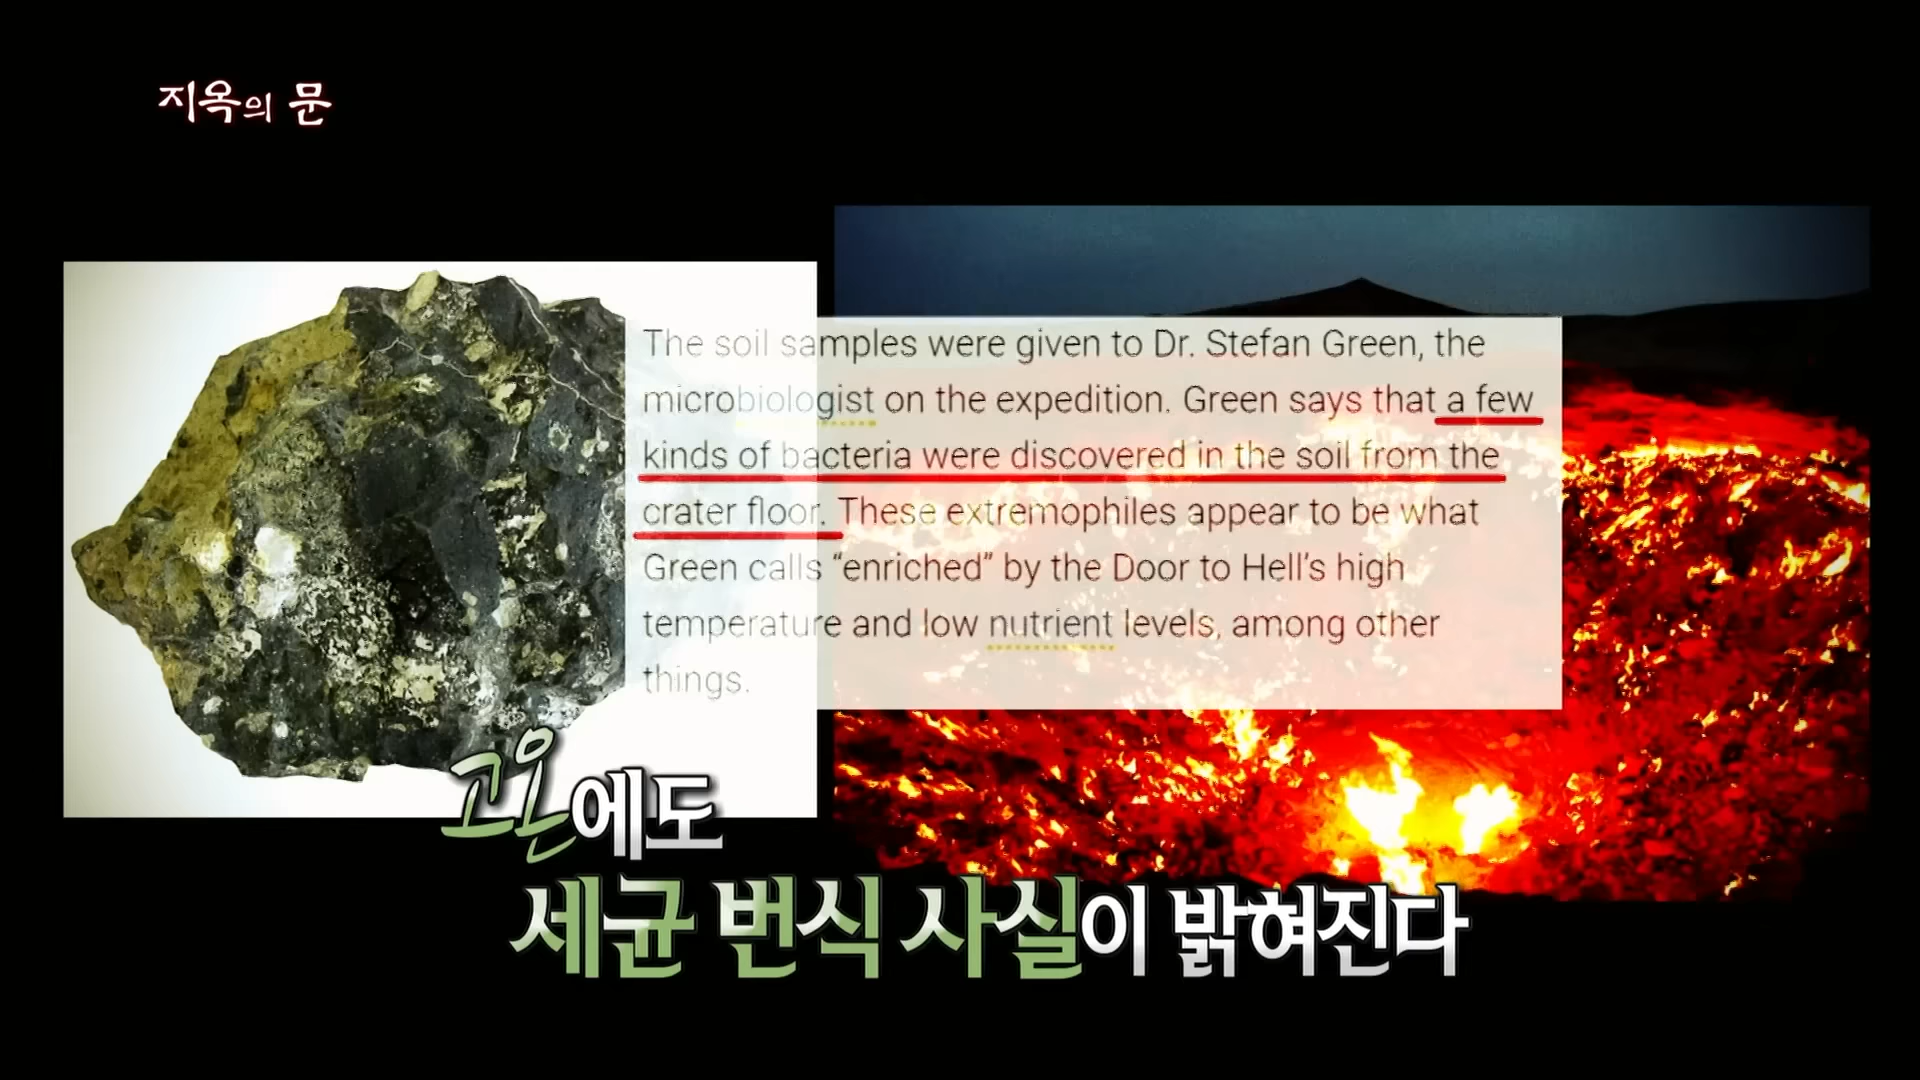 지옥의 문
The soil samples were given to Dr. Stefan Green, the
microbiologist on the expedition. Green says that a few
kinds of bacteria were discovered in the soil from the
crater floor. These extremophiles appear to be what
Green calls “enriched” by the Door to Hell’s high
temperature and low nutrient levels, among other
things.
고온에도
세균 번식 사실이 밝혀진다